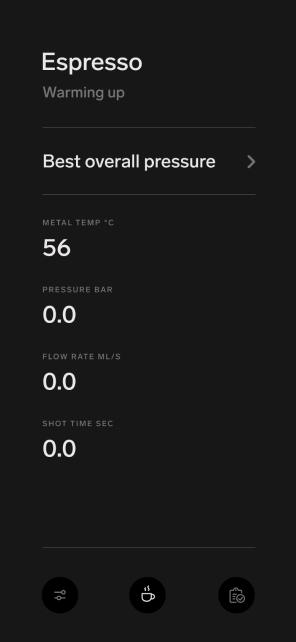 Espresso
Warming up
Best overall pressure
METAL TEMP °C
56
PRESSURE BAR
0.0
FLOW RATE ML/S
0.0
SHOT TIME SEC
0.0